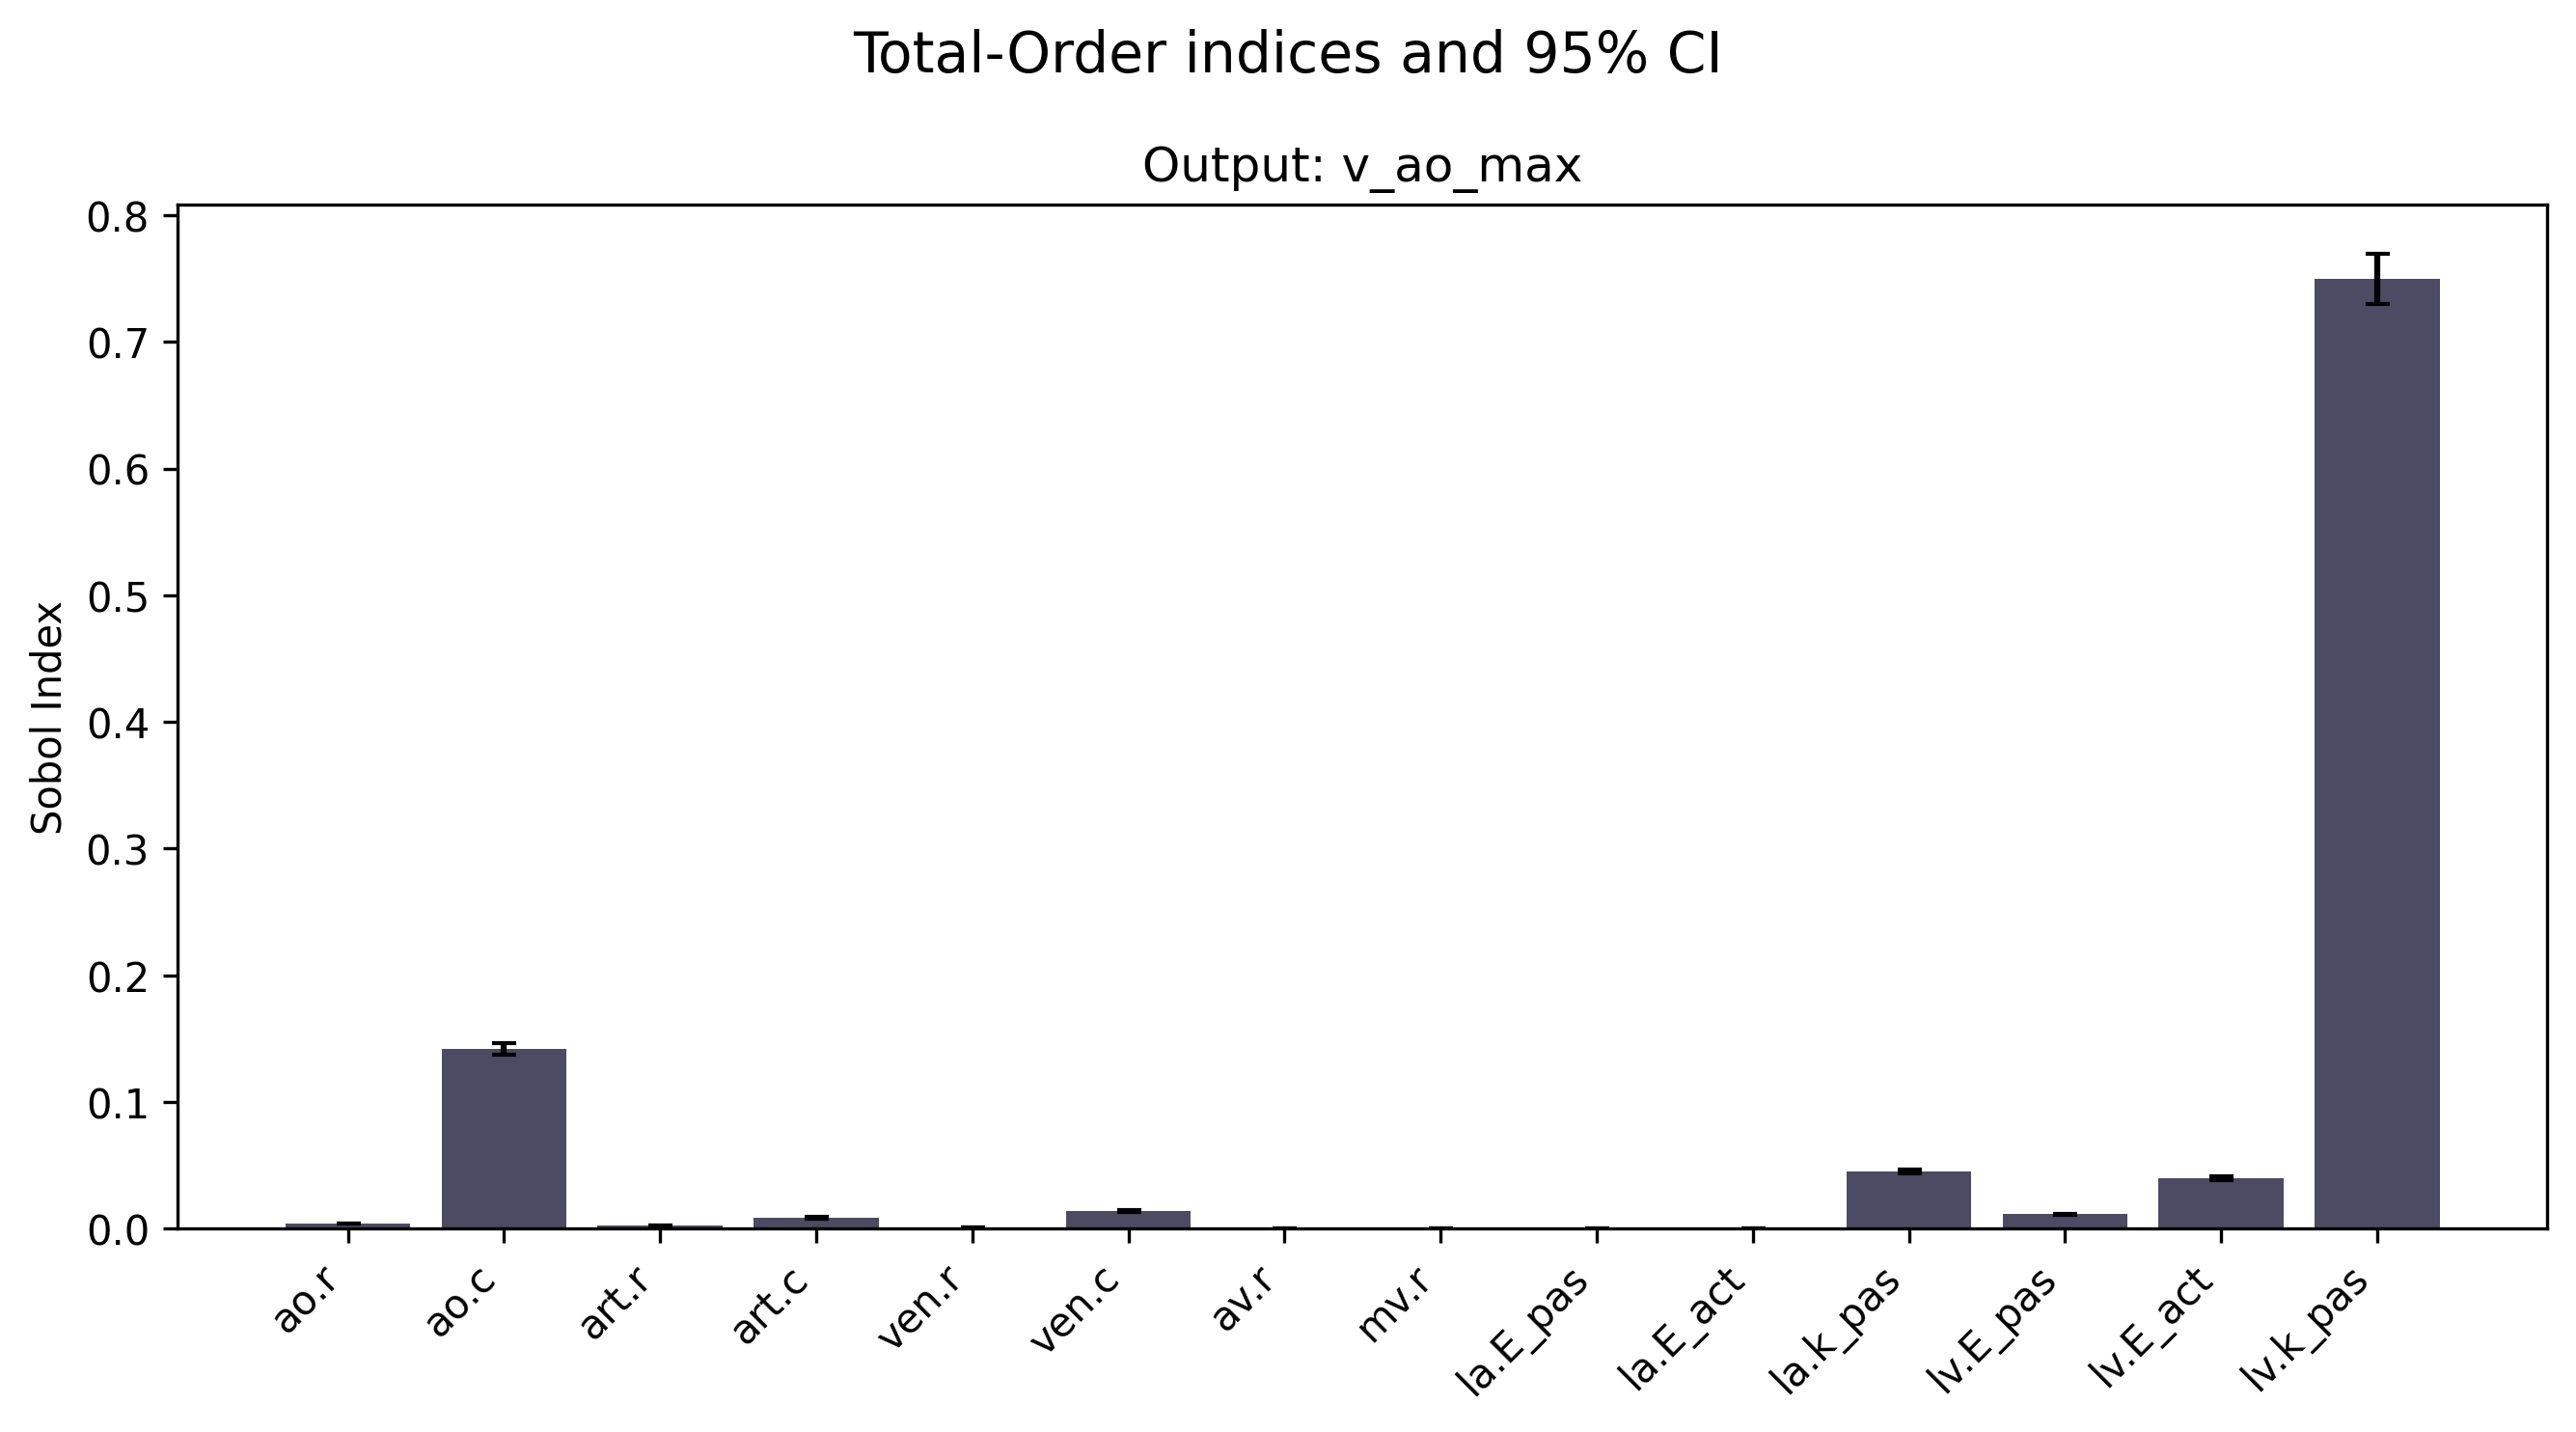 Total-Order indices and 95% CI
Output: v_ao_max
Sobol Index
0.8
0.7
0.6
0.5
0.4
0.3
0.2
0.1
0.0
ao.r
ao.c
art.r
art.c
ven.r
ven.c
av.r
mv.r
la.E_pas
la.E_act
la.k_pas
lv.E_pas
lv.E_act
lv.k_pas